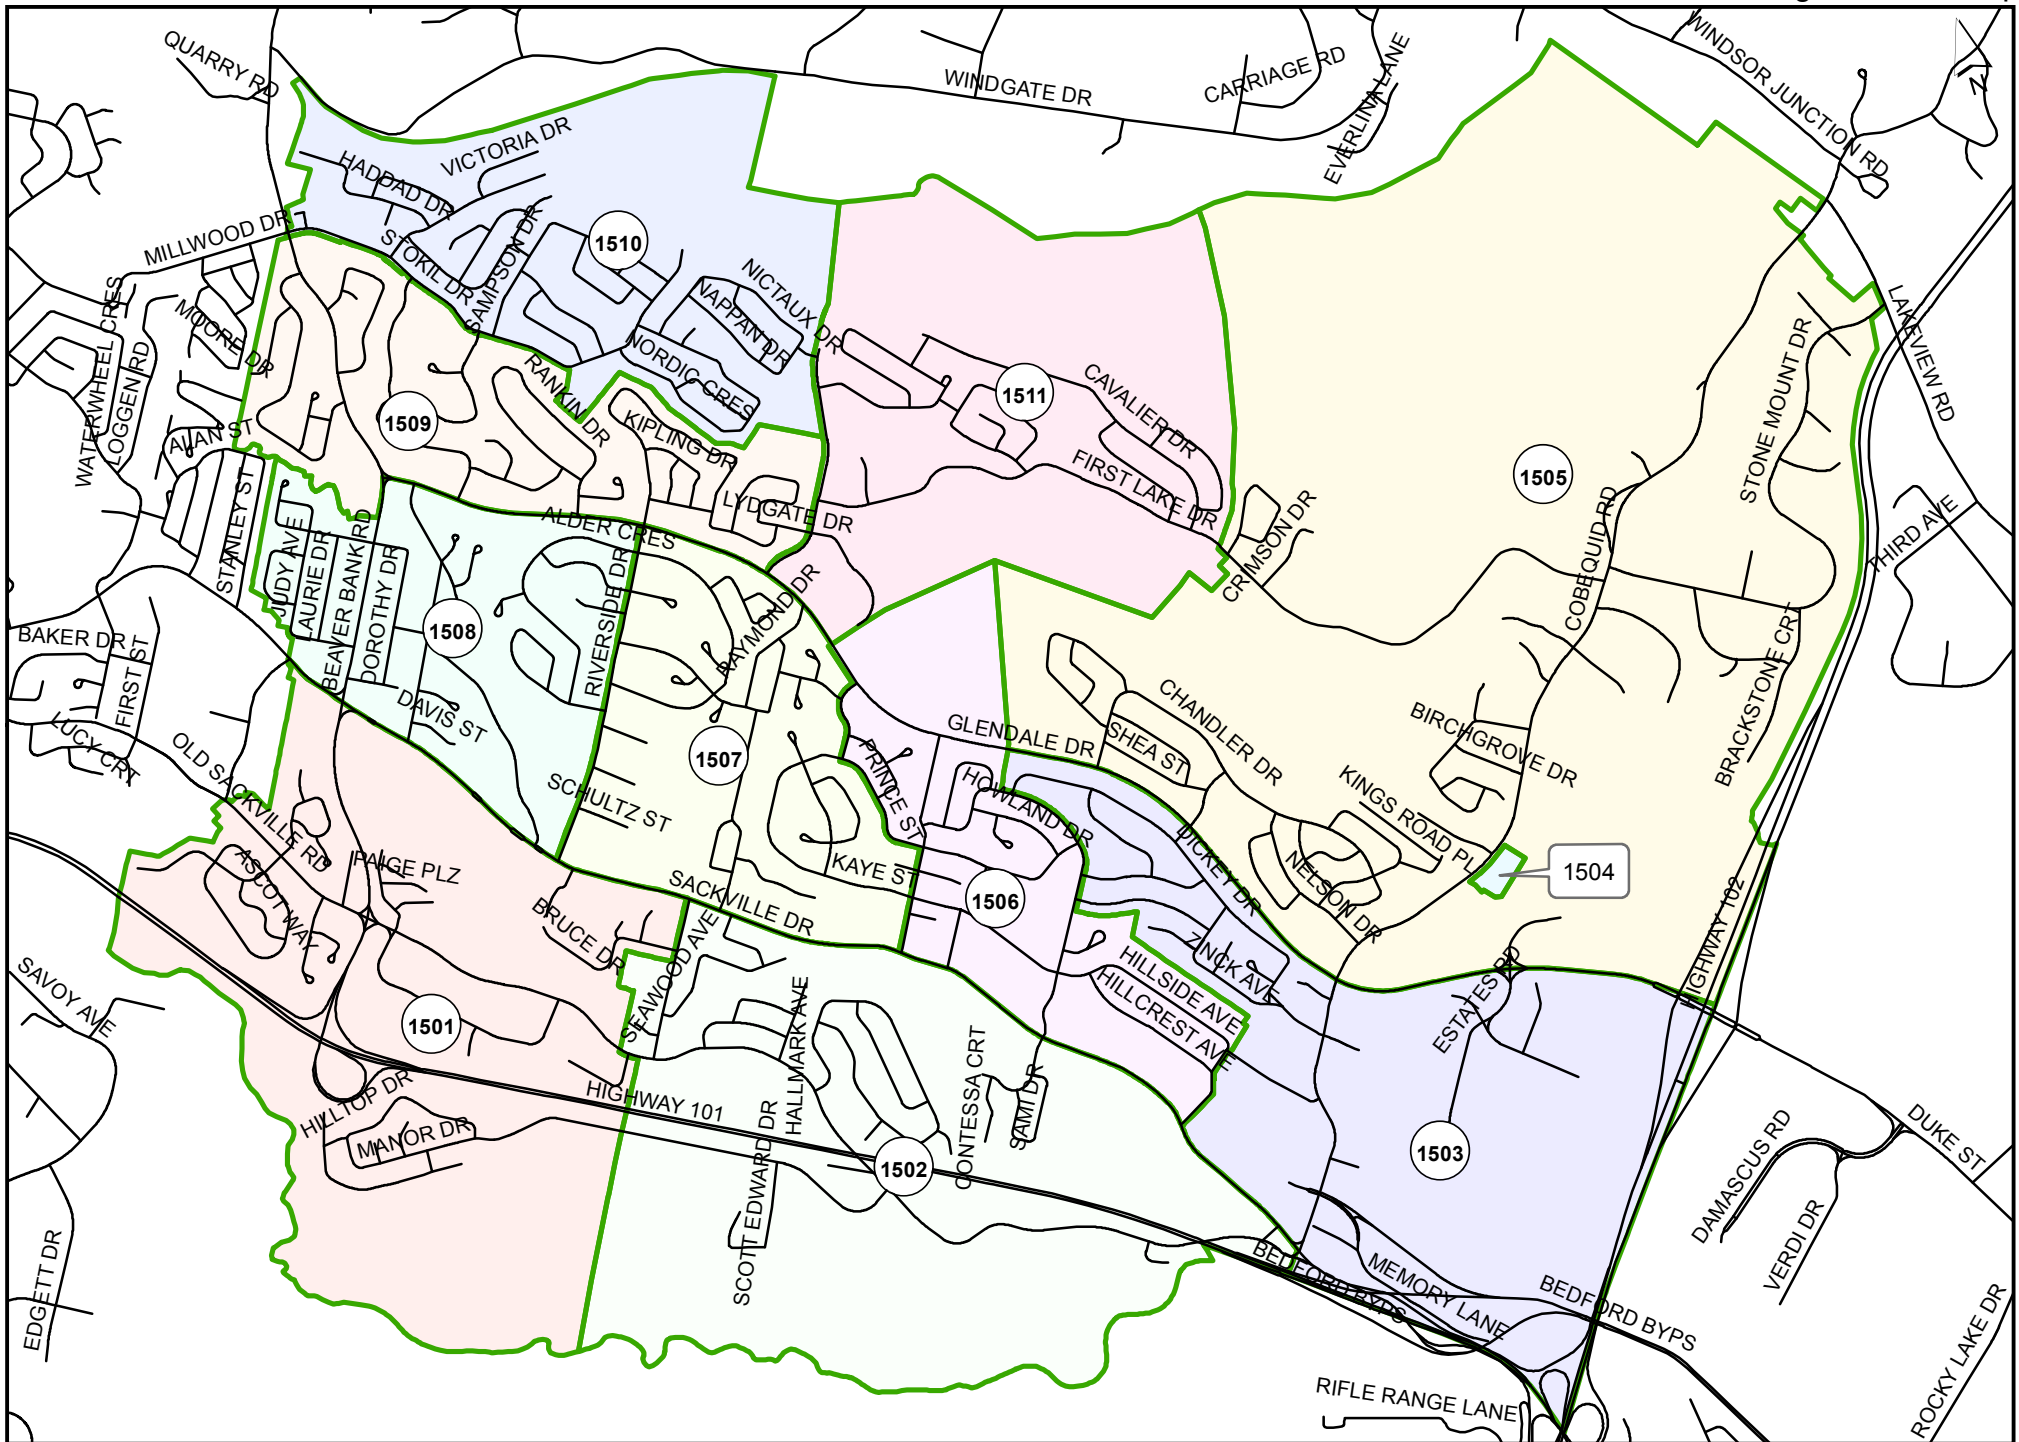 QUARRY RD
WINDGATE DR
CARRIAGE RD
EVERLINA LANE
WINDSOR JUNCTION RD
N
VICTORIA DR
HADDAD DR
MILLWOOD DR
STOKIL DR
SAMPSON DR
1510
NICTAUX DR
NAPPAN DR
NORDIC CRES
WATERWHEEL CRES
LOGGEN RD
MOORE DR
ALAN ST
STANLEY ST
1509
RANKIN DR
KIPLING DR
LYDGATE DR
1511
CAVALIER DR
FIRST LAKE DR
CRIMSON DR
1505
COBEQUID RD
STONE MOUNT DR
LAKEVIEW RD
THIRD AVE
ALDER CRES
JUDY AVE
LAURIE DR
BEAVER BANK RD
DOROTHY DR
1508
RIVERSIDE DR
RAYMOND DR
BAKER DR
FIRST ST
LUCY CRT
DAVIS ST
OLD SACKVILLE RD
1507
SCHULTZ ST
PRINCE ST
GLENDALE DR
SHEA ST
CHANDLER DR
HOWLAND DR
BIRCHGROVE DR
BRACKSTONE CRT
KINGS ROAD PL
1504
NELSON DR
DICKEY DR
KAYE ST
1506
SACKVILLE DR
PAIGE PLZ
ASCOT WAY
BRUCE DR
SEAWOOD AVE
HALLMARK AVE
ZINCK AVE
HILLSIDE AVE
HILLCREST AVE
ESTATES RD
HIGHWAY 102
SAVOY AVE
1501
HILLTOP DR
MANOR DR
HIGHWAY 101
SCOTT EDWARD DR
1502
CONTESSA CRT
SAMI DR
1503
DAMASCUS RD
DUKE ST
VERDI DR
EDGETT DR
BEDFORD BYPS
MEMORY LANE
BEDFORD BYPS
RIFLE RANGE LANE
ROCKY LAKE DR